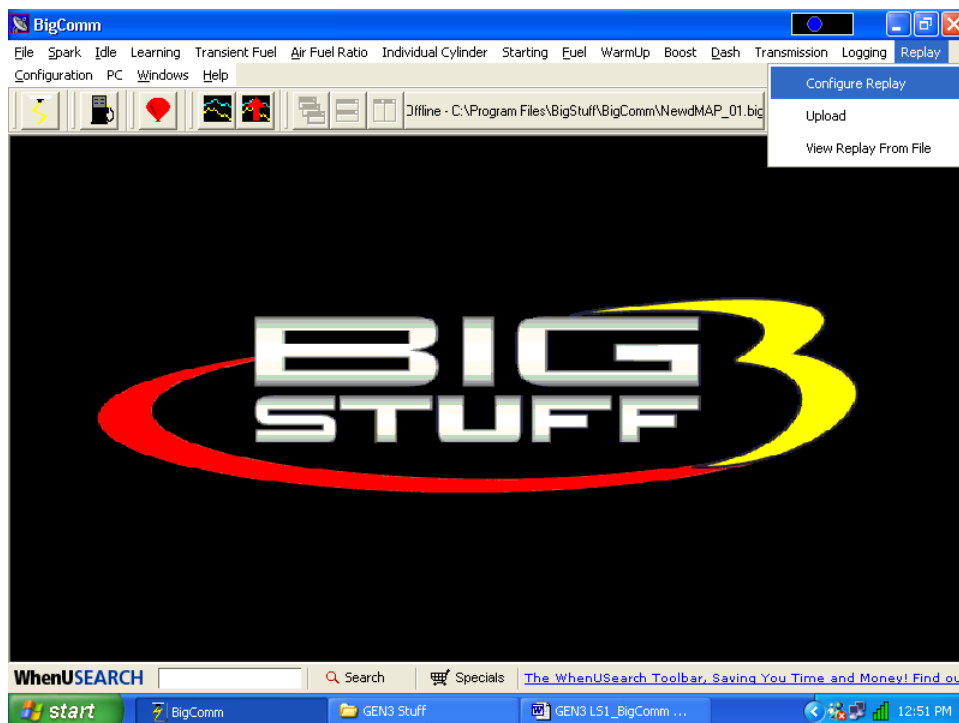 BigComm
File Spark Idle Learning Transient Fuel Air Fuel Ratio Individual Cylinder Starting Fuel WarmUp Boost Dash Transmission Logging Replay
Configuration PC Windows Help
Configure Replay
Upload
View Replay From File
Offline - C:\Program Files\BigStuf\BigComm\NewdMAP_01.big
BIG 3
STUFF
WhenUSEARCH Search Specials The WhenUSearch Toolbar, Saving You Time and Money! Find ou
start BigComm GEN3 Stuff GEN3 LS1_BigComm ... 12:51 PM